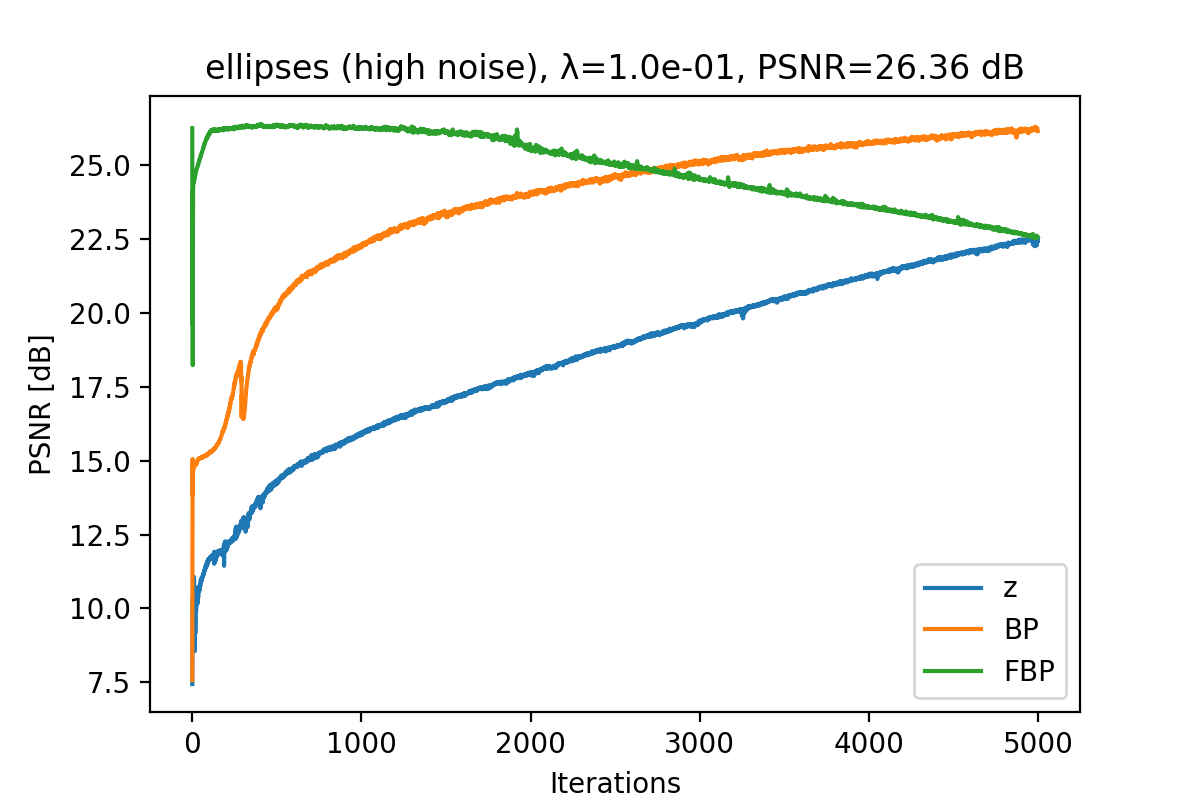 ellipses (high noise), λ=1.0e-01, PSNR=26.36 dB
PSNR [dB]
25.0
22.5
20.0
17.5
15.0
12.5
10.0
7.5
z
BP
FBP
0 1000 2000 3000 4000 5000
Iterations